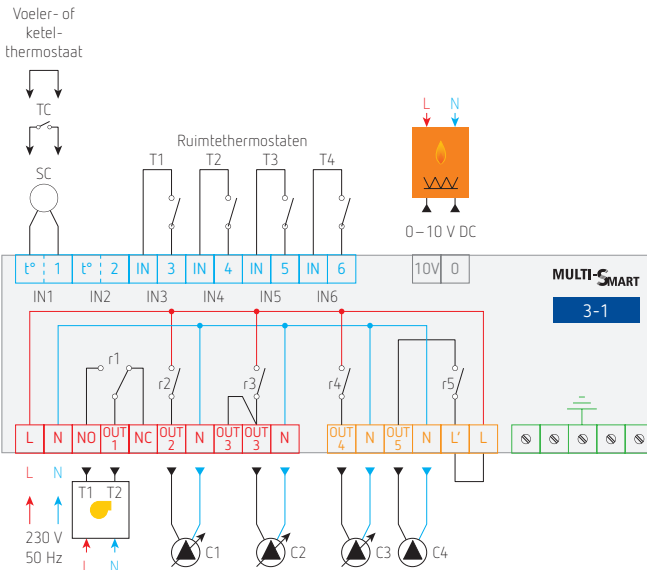 Voeler- of
ketel-
thermostaat
TC
SC
Ruimtethermostaten
T1 T2 T3 T4
L N
0–10 V DC
t° 1 t° 2 IN 3 IN 4 IN 5 IN 6 10V 0
IN1 IN2 IN3 IN4 IN5 IN6
MULTI-SMART
3-1
r1 r2 r3 r4 r5
L N NO OUT 1 NC OUT 2 N OUT 3 OUT 3 N OUT 4 N OUT 5 N L' L
L N
T1 T2
230 V
50 Hz
L N
C1 C2 C3 C4